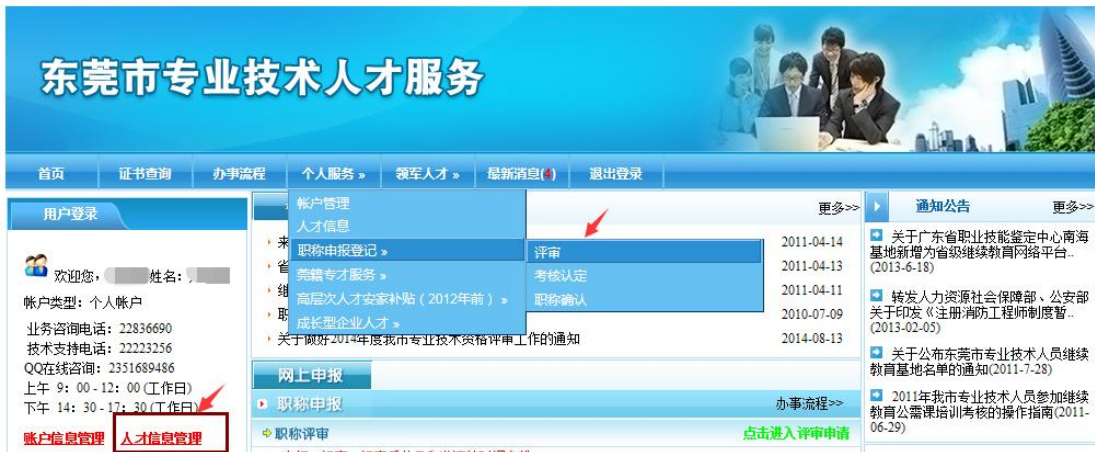 东莞市专业技术人才服务
首页 证书查询 办事流程 个人服务» 领军人才» 最新消息(4) 退出登录
用户登录
欢迎您， 姓名：
帐户类型：个人帐户
业务咨询电话：22836690
技术支持电话：22223256
QQ在线咨询：2351689486
上午 9：00-12：00(工作日)
下午 14：30-17：30(工作日)
账户信息管理 人才信息管理
帐户管理
人才信息
职称申报登记»
莞籍专才服务»
高层次人才安家补贴（2012年前）»
成长型企业人才»
评审
考核认定
职称确认
更多>>
来
2011-04-14
省
2011-04-13
继
2011-04-11
职
2010-07-09
关于做好2014年度我市专业技术资格评审工作的通知 2014-08-13
网上申报
职称申报 办事流程>>
职称评审 点击进入评审申请
通知公告 更多>>
关于广东省职业技能鉴定中心南海
基地新增为省级继续教育网络平台..
(2013-6-18)
转发人力资源社会保障部、公安部
关于印发《注册消防工程师制度暂..
(2013-02-05)
关于公布东莞市专业技术人员继续
教育基地名单的通知(2011-7-28)
2011年我市专业技术人员参加继续
教育公需课培训考核的操作指南(2011-
06-29)